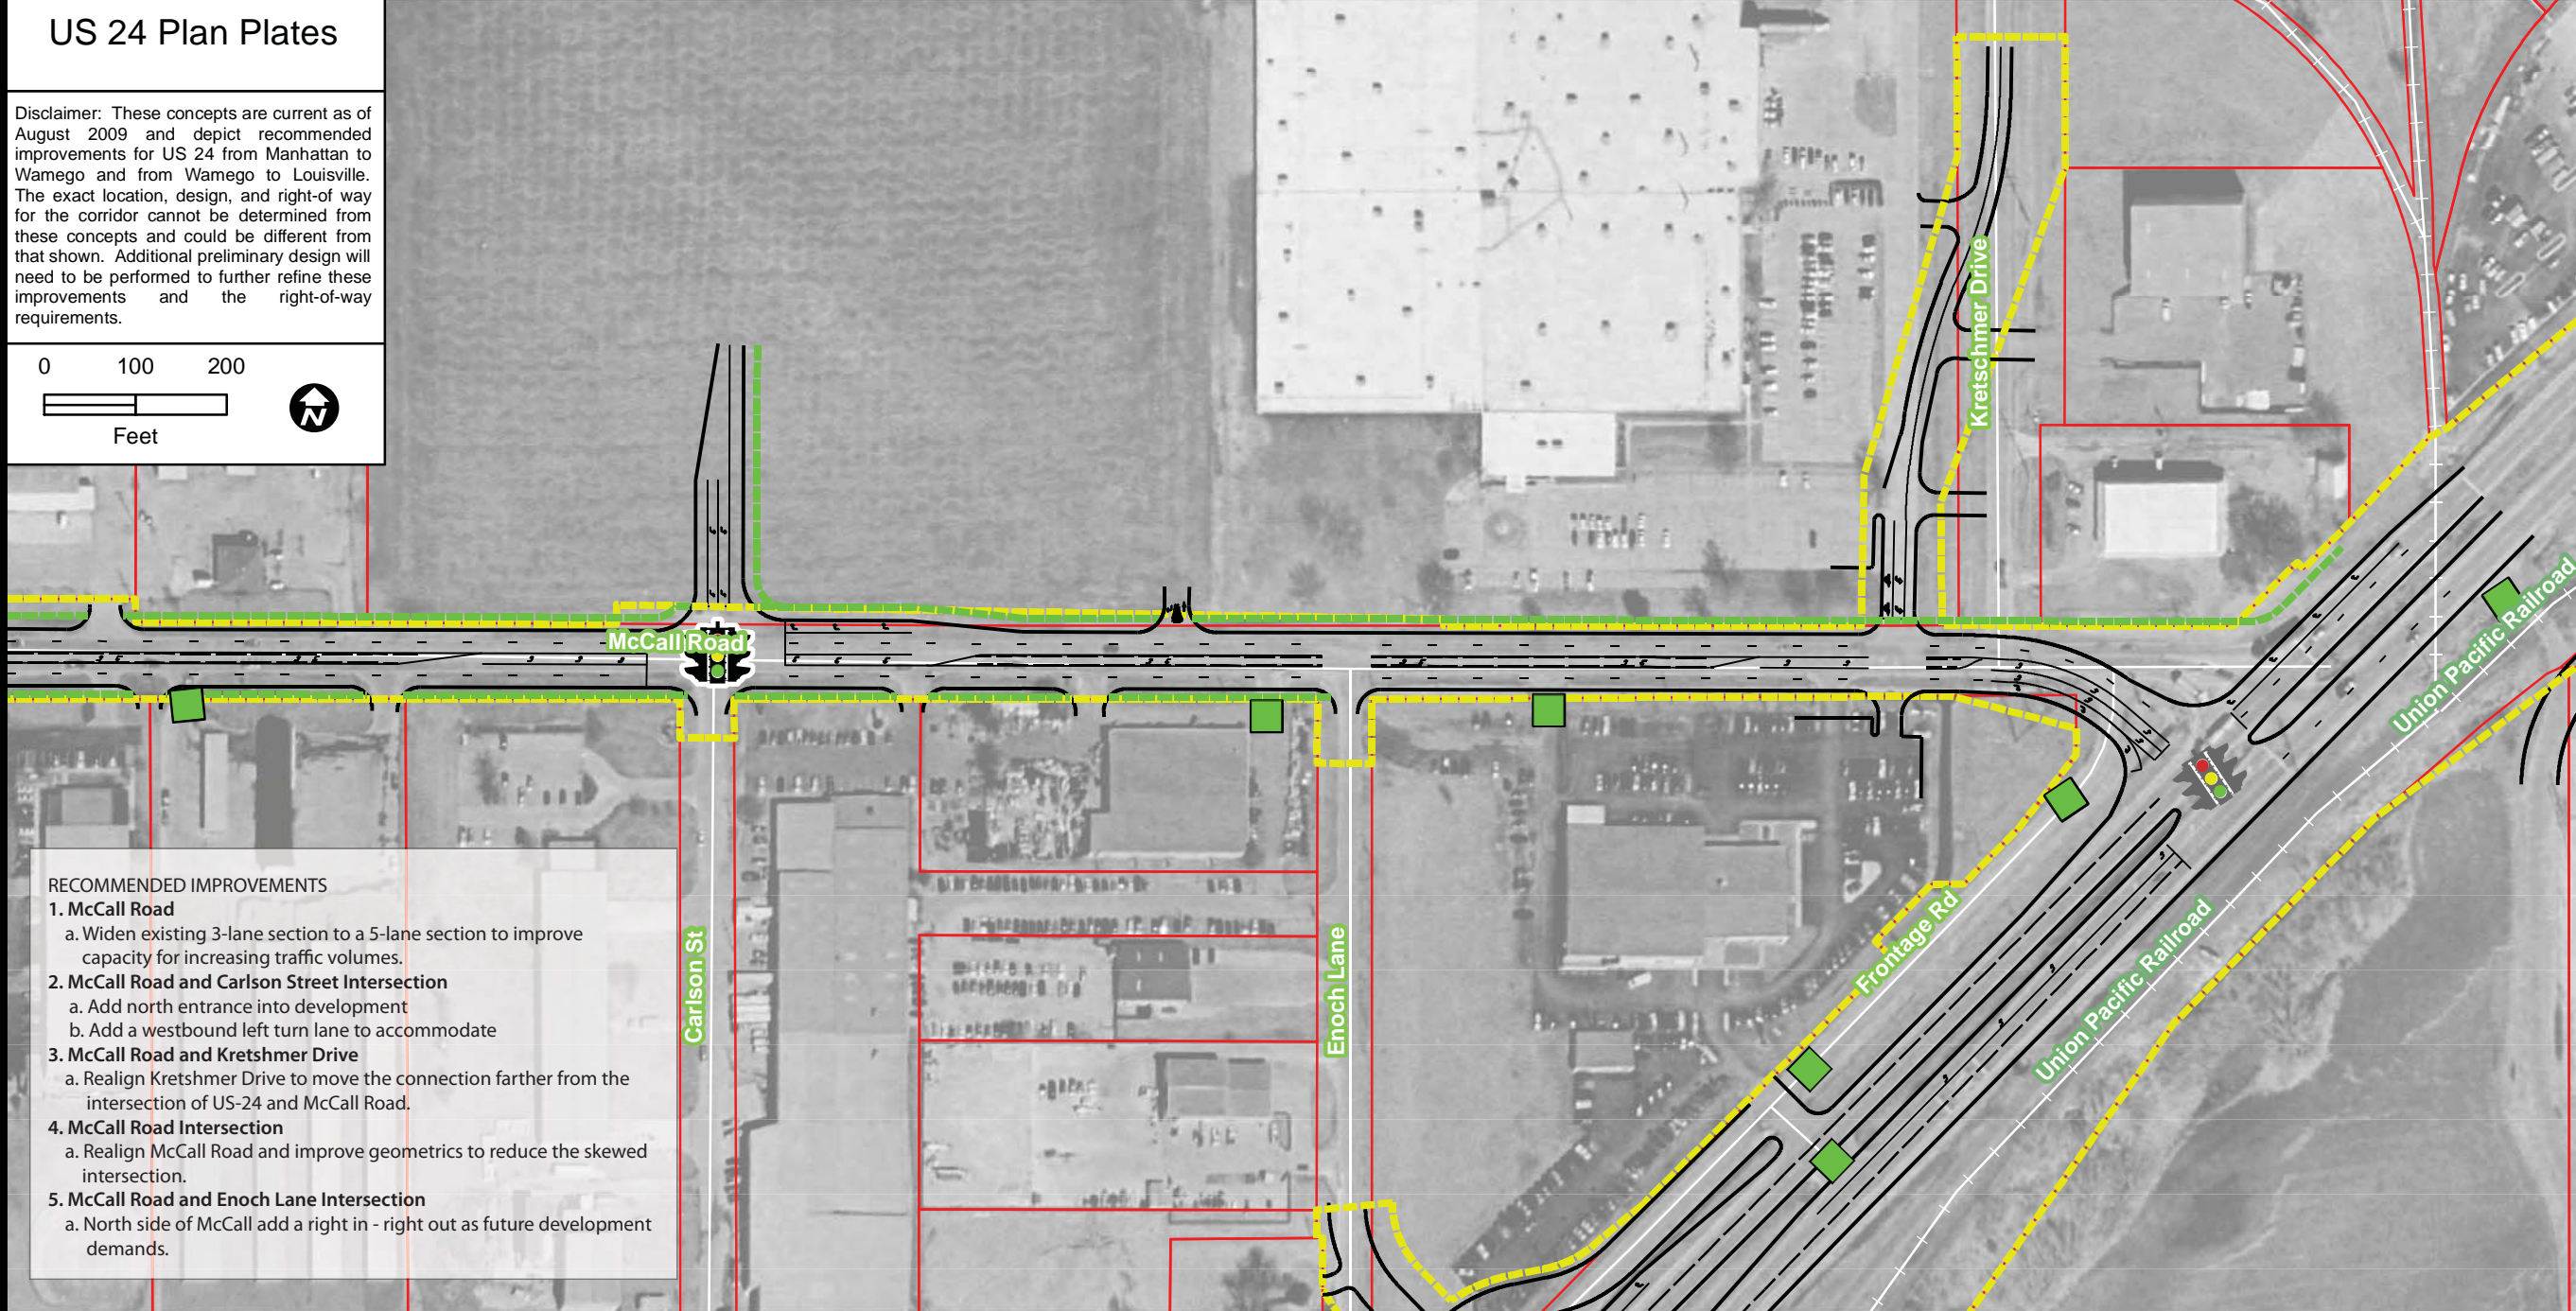 US 24 Plan Plates
Disclaimer: These concepts are current as of
August 2009 and depict recommended
improvements for US 24 from Manhattan to
Wamego and from Wamego to Louisville.
The exact location, design, and right-of way
for the corridor cannot be determined from
these concepts and could be different from
that shown. Additional preliminary design will
need to be performed to further refine these
improvements and the right-of-way
requirements.
0 100 200
Feet
N
Kretschmer Drive
McCall Road
Union Pacific Railroad
Carlson St
Enoch Lane
Frontage Rd
Union Pacific Railroad
RECOMMENDED IMPROVEMENTS
1. McCall Road
a. Widen existing 3-lane section to a 5-lane section to improve
capacity for increasing traffic volumes.
2. McCall Road and Carlson Street Intersection
a. Add north entrance into development
b. Add a westbound left turn lane to accommodate
3. McCall Road and Kretshmer Drive
a. Realign Kretshmer Drive to move the connection farther from the
intersection of US-24 and McCall Road.
4. McCall Road Intersection
a. Realign McCall Road and improve geometrics to reduce the skewed
intersection.
5. McCall Road and Enoch Lane Intersection
a. North side of McCall add a right in - right out as future development
demands.